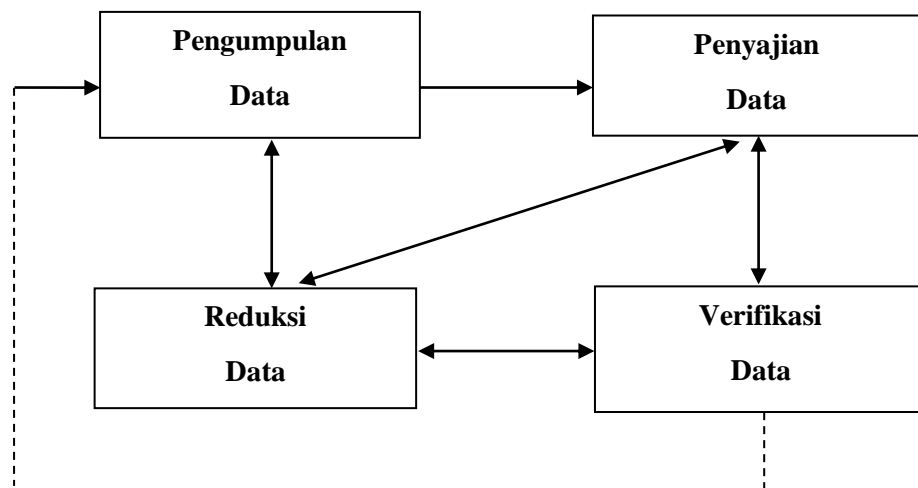 Pengumpulan
Data
Penyajian
Data
Reduksi
Data
Verifikasi
Data